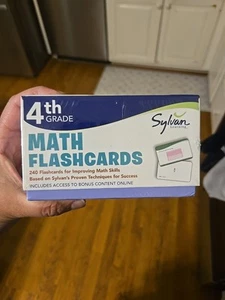 4th
GRADE
Sylvan
learning
MATH
FLASHCARDS
240 Flashcards for Improving Math Skills
Based on Sylvan's Proven Techniques for Success
INCLUDES ACCESS TO BONUS CONTENT ONLINE